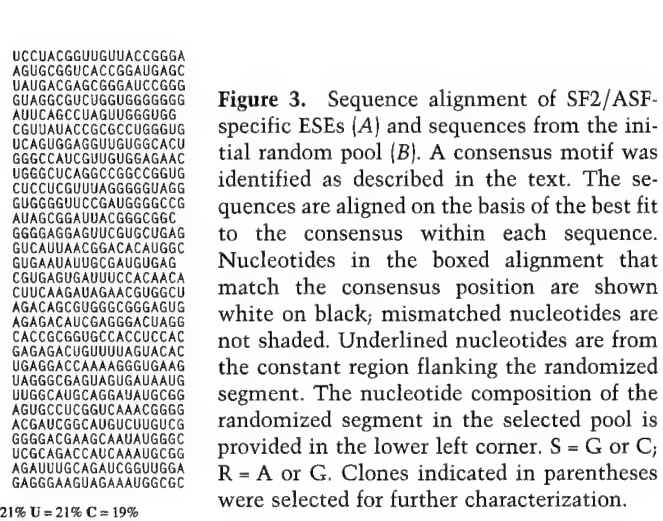 UCCUACGGUUGUUACCGGGA
AGUGCGGUCACCGGAUGAGC
UAUGACGAGCGGGAUCCGGG
GUAGGCGUCUGGUGGGGGGG
AUUCAGCCUAGUUGGGUGG
CGUUAUACCGCGCCUGGGUG
UCAGUGGAGGUUGUGGCACU
GGGCCAUCGUUGUGGAGAAC
UGGGCUCAGGCCGGCCGGUG
CUCCUCGUUUAGGGGGUAGG
GUGGGGUUCCGAUGGGGCCG
AUAGCGGAUUACGGGCGGC
GGGGAGGAGUUCGUGCUGAG
GUCAUUAACGGACACAUGGC
GUGAAUAUUGCGAUGUGAG
CGUGAGUGAUUUCCACAACA
CUUCAAGAUAGAACGUGGCU
AGACAGCGUGGGCGGGAGUG
AGAGACAUCGAGGGACUAGG
CACCGCGGUGCCACCUCCAC
GAGAGACUGUUUUAGUACAC
UGAGGACCAAAAGGGUGAAG
UAGGGCGAGUAGUGAUAAUG
UUGGCAUGCAGGAUAUGCGG
AGUGCCUCGGUCAAACGGGG
ACGAUCGGCAUGUCUUGUCG
GGGGACGAAGCAAUAUGGGC
UCGCAGACCAUCAAAUGCGG
AGAUUUGCAGAUCGGUUGGA
GAGGGAAGUAGAAAUGGCGC
21% U = 21% C = 19%
Figure 3. Sequence alignment of SF2/ASF-
specific ESEs (A) and sequences from the ini-
tial random pool (B). A consensus motif was
identified as described in the text. The se-
quences are aligned on the basis of the best fit
to the consensus within each sequence.
Nucleotides in the boxed alignment that
match the consensus position are shown
white on black; mismatched nucleotides are
not shaded. Underlined nucleotides are from
the constant region flanking the randomized
segment. The nucleotide composition of the
randomized segment in the selected pool is
provided in the lower left corner. S = G or C;
R = A or G. Clones indicated in parentheses
were selected for further characterization.